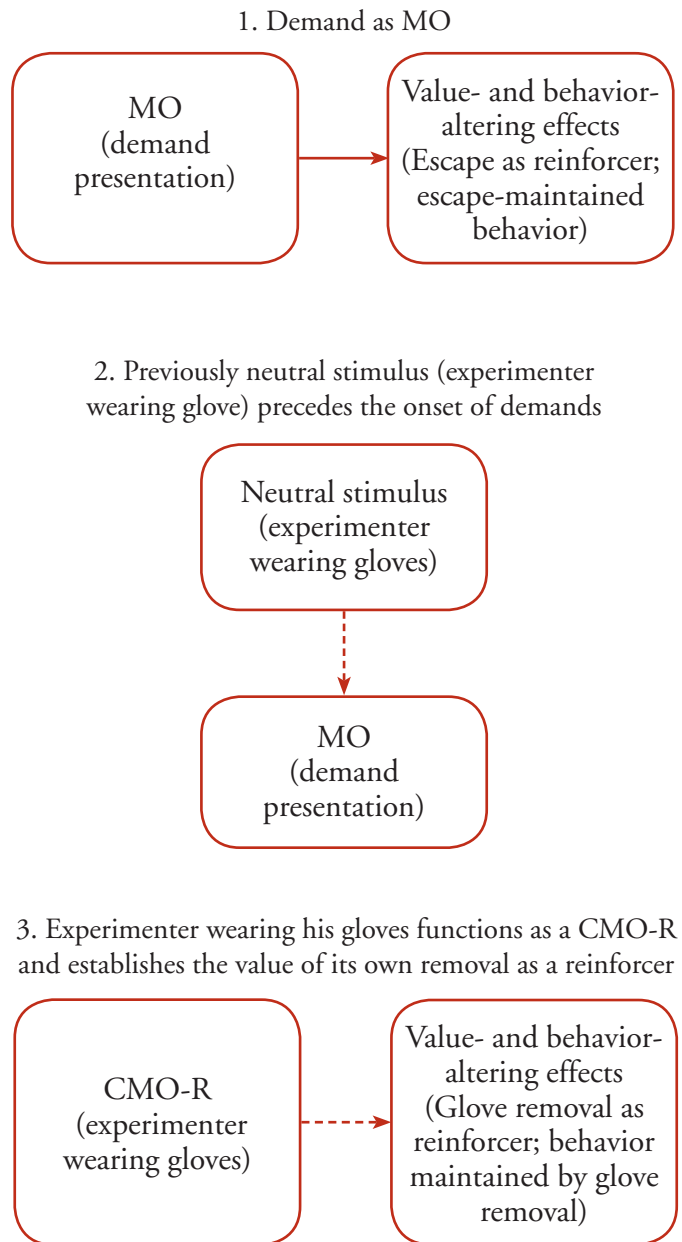 1. Demand as MO
MO
(demand
presentation)
Value- and behavior-
altering effects
(Escape as reinforcer;
escape-maintained
behavior)
2. Previously neutral stimulus (experimenter
wearing glove) precedes the onset of demands
Neutral stimulus
(experimenter
wearing gloves)
MO
(demand
presentation)
3. Experimenter wearing his gloves functions as a CMO-R
and establishes the value of its own removal as a reinforcer
CMO-R
(experimenter
wearing gloves)
Value- and behavior-
altering effects
(Glove removal as
reinforcer; behavior
maintained by glove
removal)